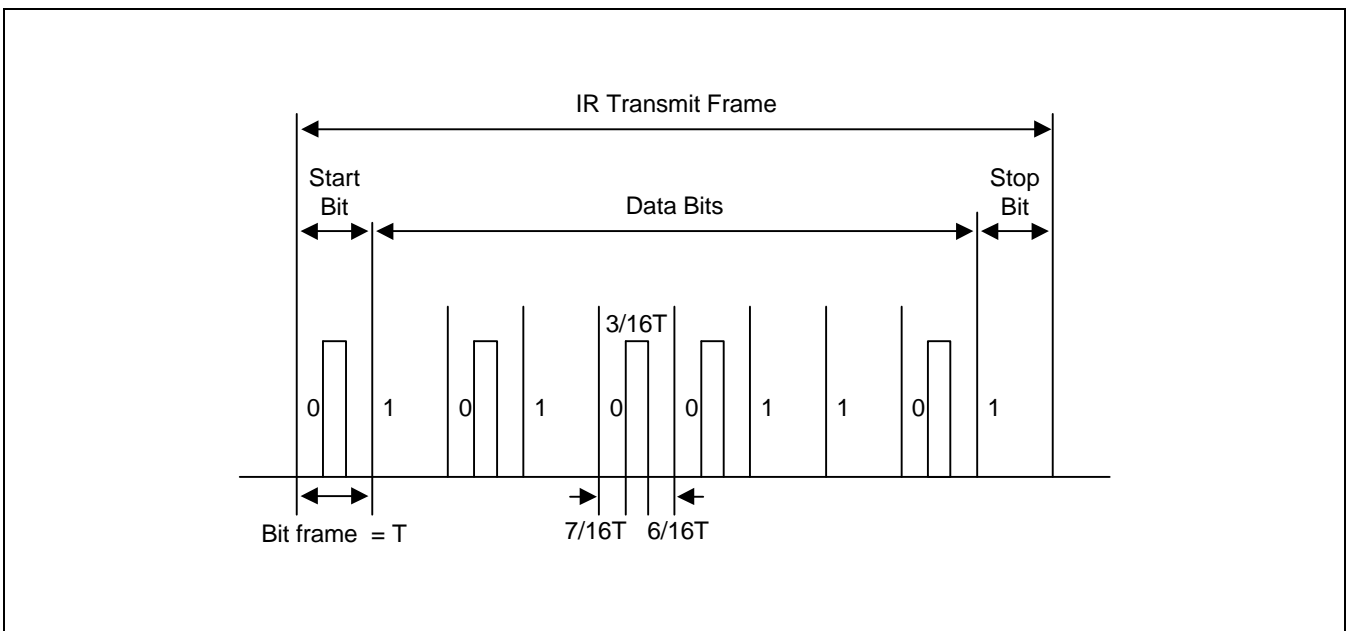 IR Transmit Frame
Start
Bit
Data Bits
Stop
Bit
3/16T
0 1 0 1 0 0 1 1 0 1
7/16T 6/16T
Bit frame = T